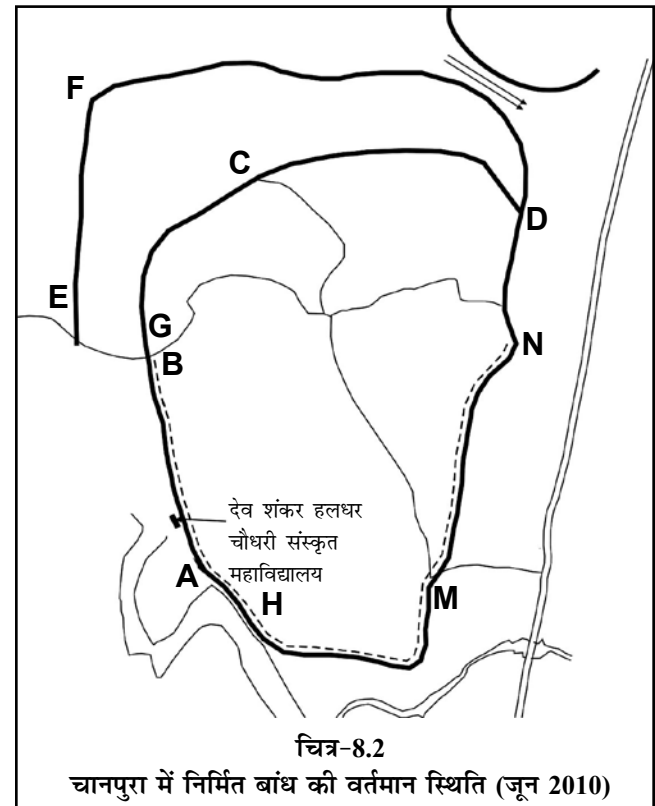 F
C
D
E
G
B
N
देव शंकर हलधर
चौधरी संस्कृत
महाविद्यालय
A
H
M
चित्र-8.2
चानपुरा में निर्मित बांध की वर्तमान स्थिति (जून 2010)